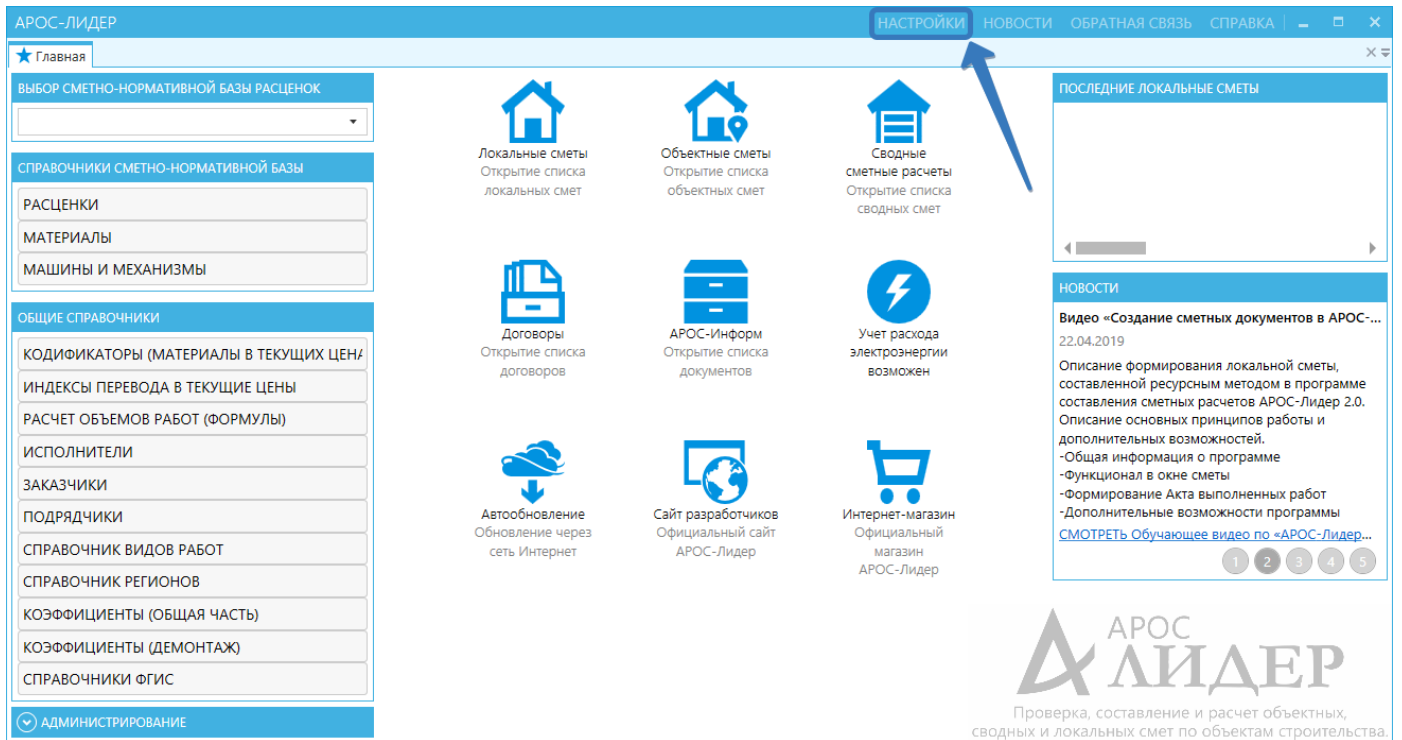 АРОС-ЛИДЕР
НАСТРОЙКИ НОВОСТИ ОБРАТНАЯ СВЯЗЬ СПРАВКА
Главная
ВЫБОР СМЕТНО-НОРМАТИВНОЙ БАЗЫ РАСЦЕНОК
СПРАВОЧНИКИ СМЕТНО-НОРМАТИВНОЙ БАЗЫ
РАСЦЕНКИ
МАТЕРИАЛЫ
МАШИНЫ И МЕХАНИЗМЫ
ОБЩИЕ СПРАВОЧНИКИ
КОДИФИКАТОРЫ (МАТЕРИАЛЫ В ТЕКУЩИХ ЦЕНА
ИНДЕКСЫ ПЕРЕВОДА В ТЕКУЩИЕ ЦЕНЫ
РАСЧЕТ ОБЪЕМОВ РАБОТ (ФОРМУЛЫ)
ИСПОЛНИТЕЛИ
ЗАКАЗЧИКИ
ПОДРЯДЧИКИ
СПРАВОЧНИК ВИДОВ РАБОТ
СПРАВОЧНИК РЕГИОНОВ
КОЭФФИЦИЕНТЫ (ОБЩАЯ ЧАСТЬ)
КОЭФФИЦИЕНТЫ (ДЕМОНТАЖ)
СПРАВОЧНИКИ ФГИС
АДМИНИСТРИРОВАНИЕ
Локальные сметы
Открытие списка
локальных смет
Объектные сметы
Открытие списка
объектных смет
Сводные
сметные расчеты
Открытие списка
сводных смет
Договоры
Открытие списка
договоров
АРОС-Информ
Открытие списка
документов
Учет расхода
электроэнергии
возможен
Автообновление
Обновление через
сеть Интернет
Сайт разработчиков
Официальный сайт
АРОС-Лидер
Интернет-магазин
Официальный
магазин
АРОС-Лидер
ПОСЛЕДНИЕ ЛОКАЛЬНЫЕ СМЕТЫ
НОВОСТИ
Видео «Создание сметных документов в АРОС-...
22.04.2019
Описание формирования локальной сметы,
составленной ресурсным методом в программе
составления сметных расчетов АРОС-Лидер 2.0.
Описание основных принципов работы и
дополнительных возможностей.
-Общая информация о программе
-Функционал в окне сметы
-Формирование Акта выполненных работ
-Дополнительные возможности программы
СМОТРЕТЬ Обучающее видео по «АРОС-Лидер...
1 2 3 4 5
АРОС
ЛИДЕР
Проверка, составление и расчет объектных,
сводных и локальных смет по объектам строительства.